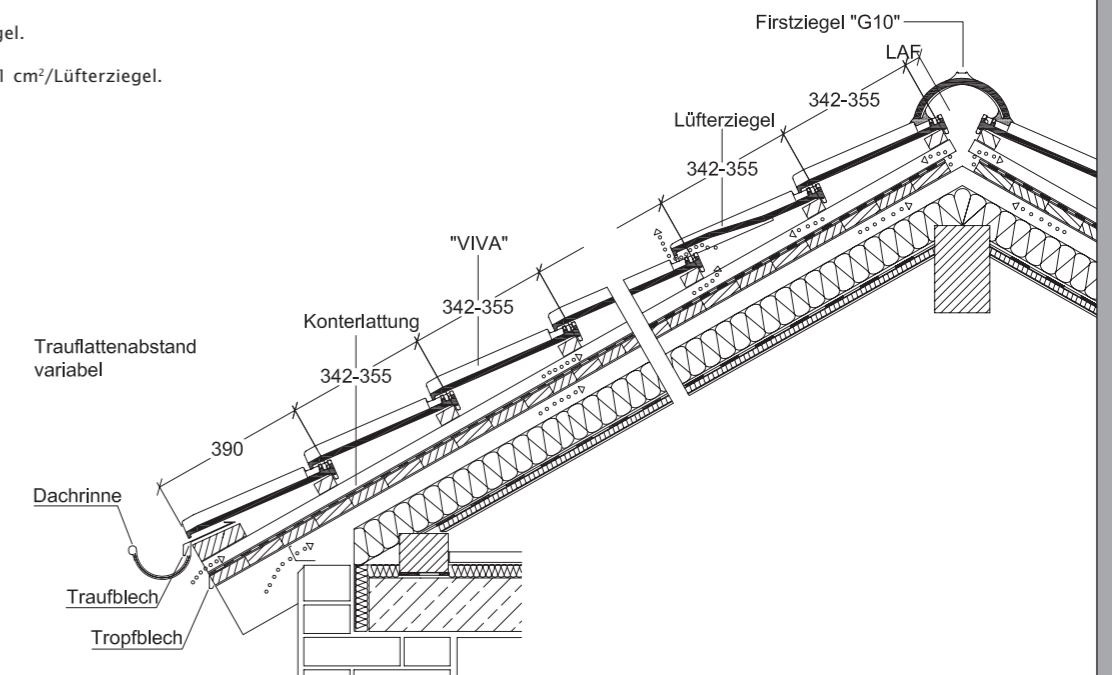 gel.
1 cm²/Lüfterziegel.
Firstziegel "G10"
LAF
342-355
Lüfterziegel
342-355
"VIVA"
342-355
Konterlattung
342-355
Trauflattenabstand
variabel
390
Dachrinne
Traufblech
Tropfblech